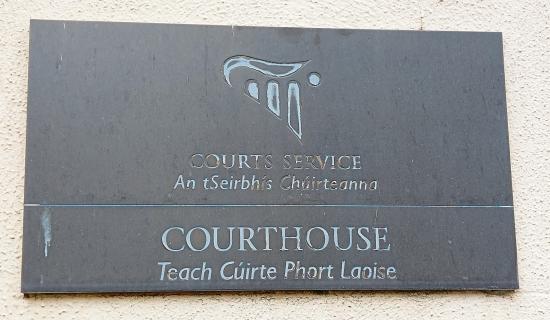 COURTS SERVICE
An tSeirbhís Chúirteanna
COURTHOUSE
Teach Cúirte Phort Laoise